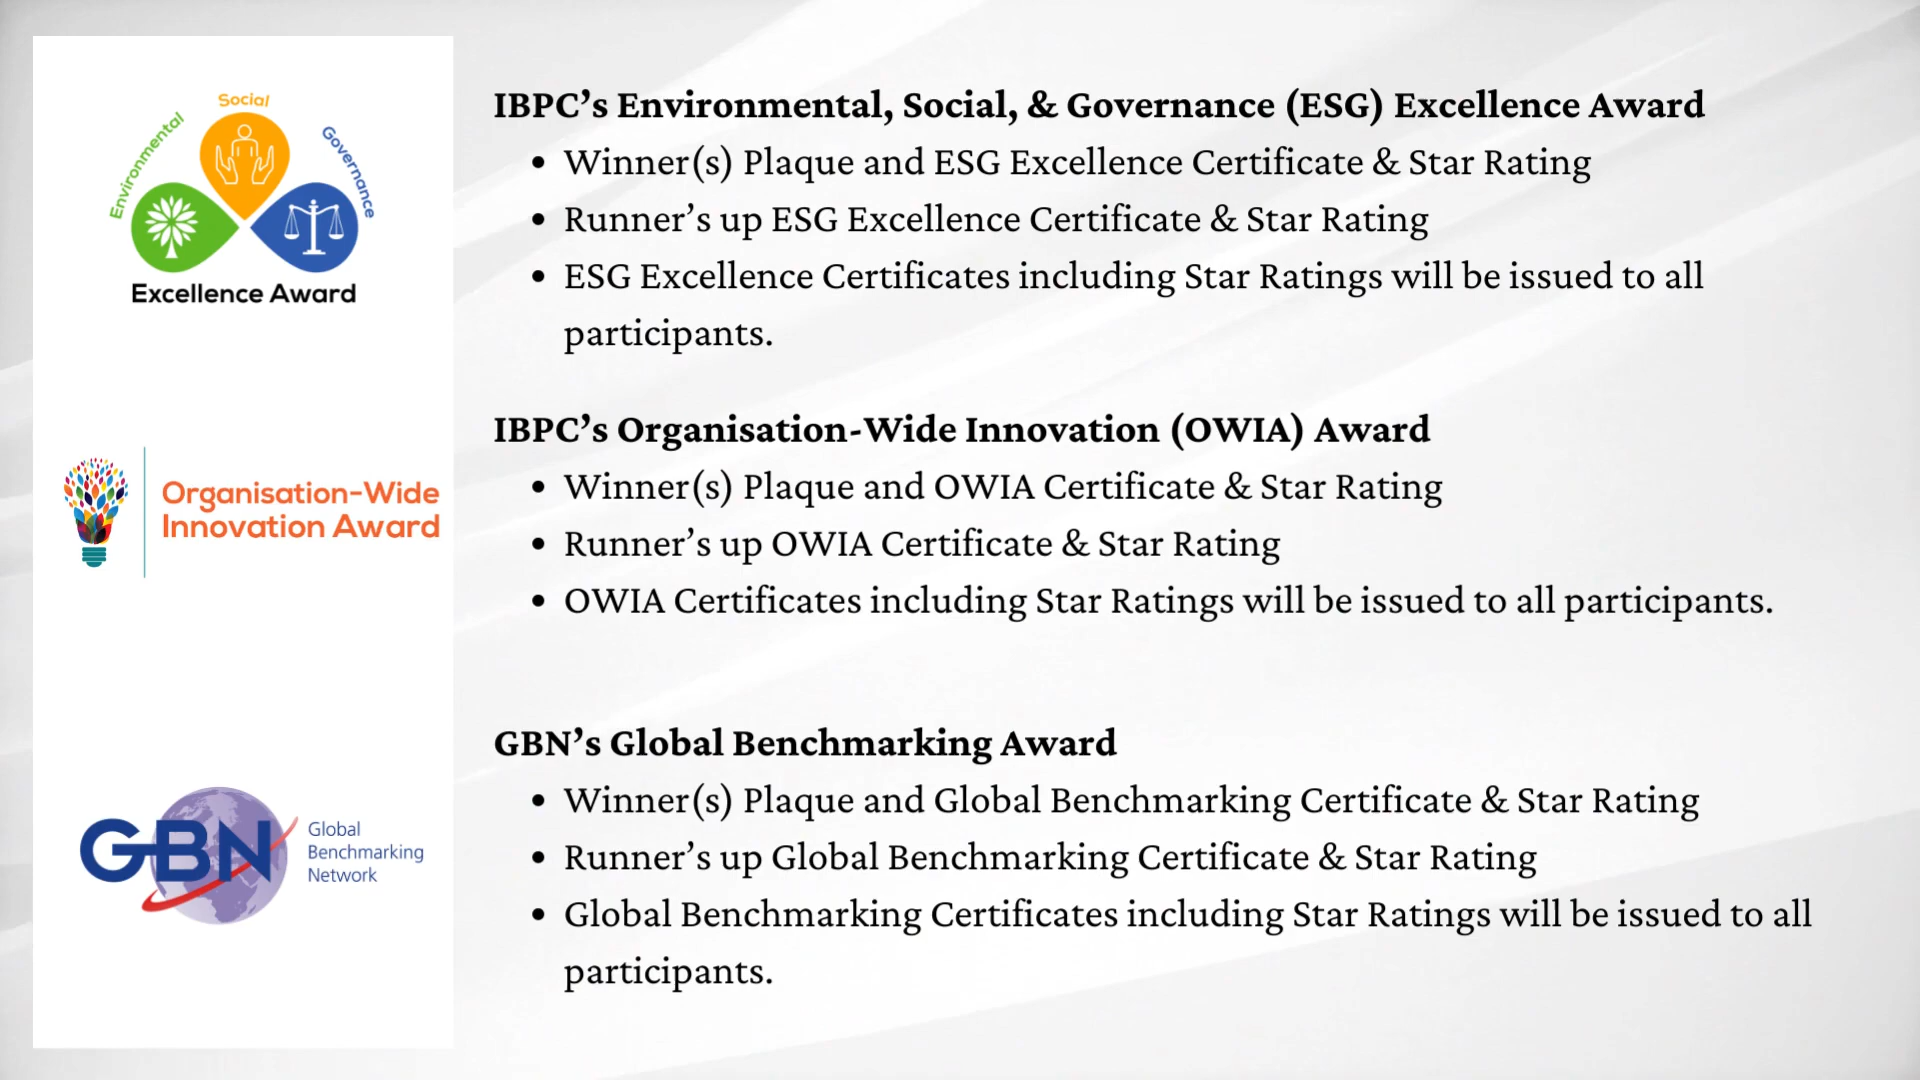 Environmental
Social
Governance
Excellence Award
IBPC’s Environmental, Social, & Governance (ESG) Excellence Award
• Winner(s) Plaque and ESG Excellence Certificate & Star Rating
• Runner’s up ESG Excellence Certificate & Star Rating
• ESG Excellence Certificates including Star Ratings will be issued to all
participants.
Organisation-Wide
Innovation Award
IBPC’s Organisation-Wide Innovation (OWIA) Award
• Winner(s) Plaque and OWIA Certificate & Star Rating
• Runner’s up OWIA Certificate & Star Rating
• OWIA Certificates including Star Ratings will be issued to all participants.
GBN
Global
Benchmarking
Network
GBN’s Global Benchmarking Award
• Winner(s) Plaque and Global Benchmarking Certificate & Star Rating
• Runner’s up Global Benchmarking Certificate & Star Rating
• Global Benchmarking Certificates including Star Ratings will be issued to all
participants.